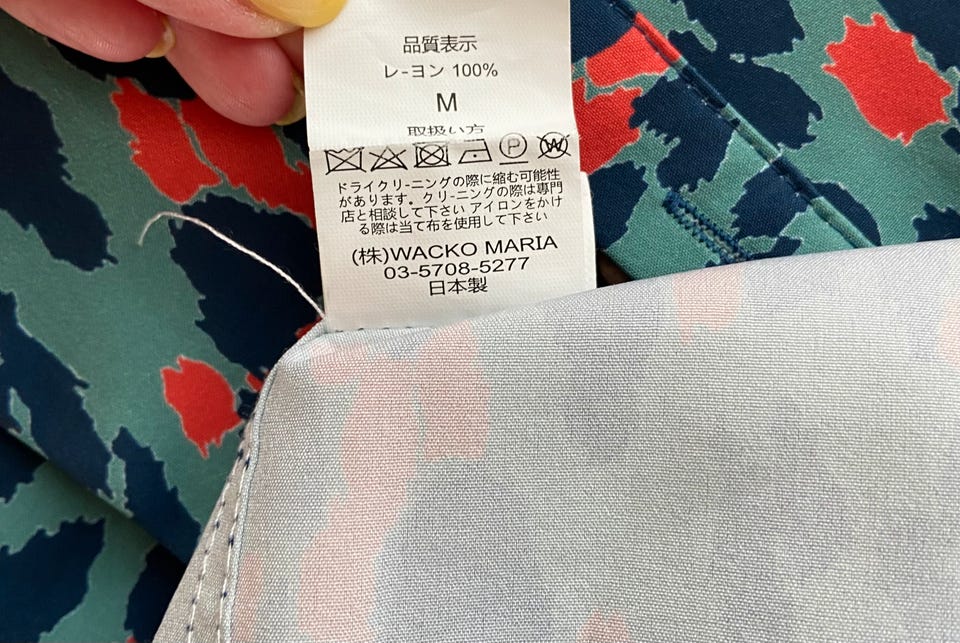 品質表示
レーヨン 100%
M
取扱い方
P W
ドライクリーニングの際に縮む可能性
があります。クリーニングの際は専門
店と相談して下さい アイロンをかけ
る際は当て布を使用して下さい
(株)WACKO MARIA
03-5708-5277
日本製